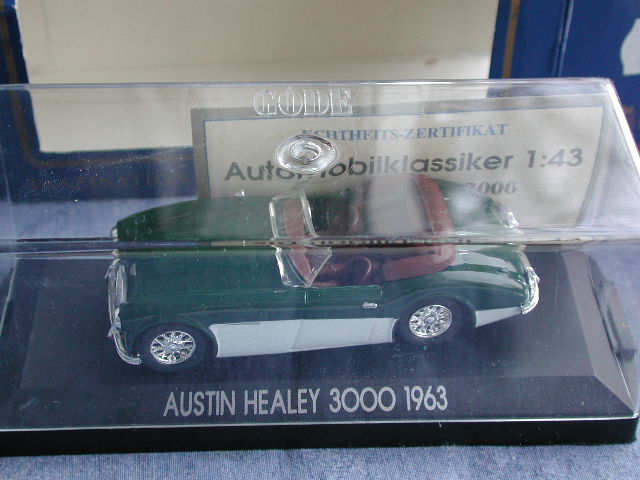 GÖDE
ECHTHEITS-ZERTIFIKAT
Automobilklassiker 1:43
AUSTIN HEALEY 3000 1963